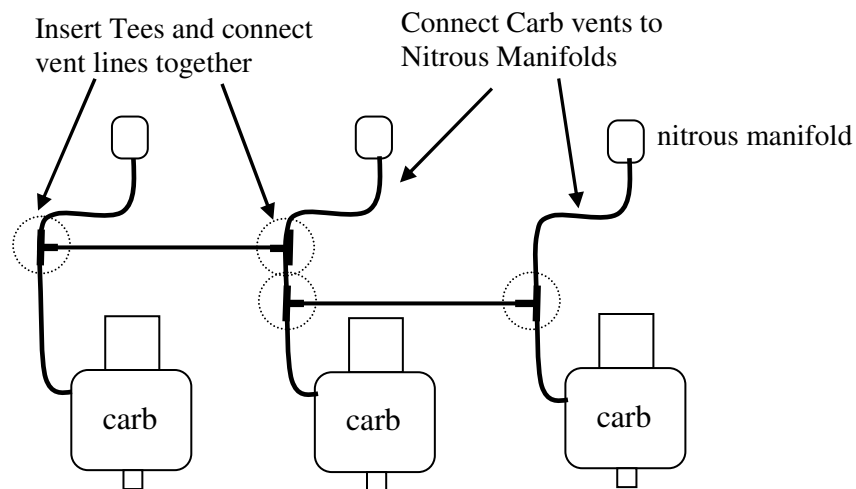 Insert Tees and connect
vent lines together
Connect Carb vents to
Nitrous Manifolds
nitrous manifold
carb
carb
carb